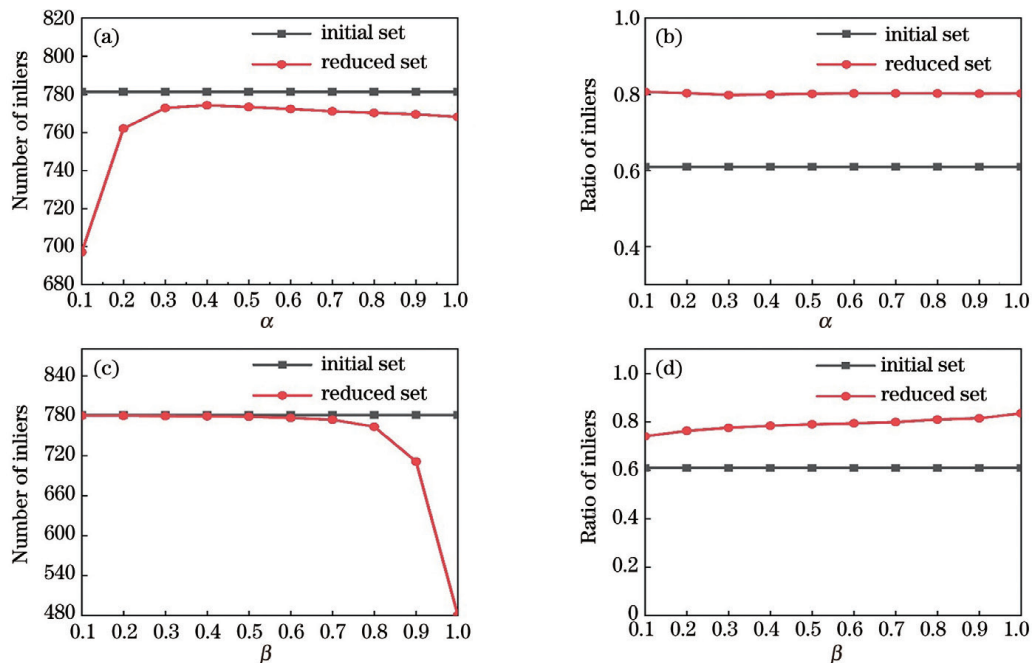 (a)
initial set
reduced set
Number of inliers
820
800
780
760
740
720
700
680
0.1 0.2 0.3 0.4 0.5 0.6 0.7 0.8 0.9 1.0
α
(b)
initial set
reduced set
Ratio of inliers
1.0
0.8
0.6
0.4
0.1 0.2 0.3 0.4 0.5 0.6 0.7 0.8 0.9 1.0
α
(c)
initial set
reduced set
Number of inliers
840
780
720
660
600
540
480
0.1 0.2 0.3 0.4 0.5 0.6 0.7 0.8 0.9 1.0
β
(d)
initial set
reduced set
Ratio of inliers
1.0
0.8
0.6
0.4
0.2
0
0.1 0.2 0.3 0.4 0.5 0.6 0.7 0.8 0.9 1.0
β